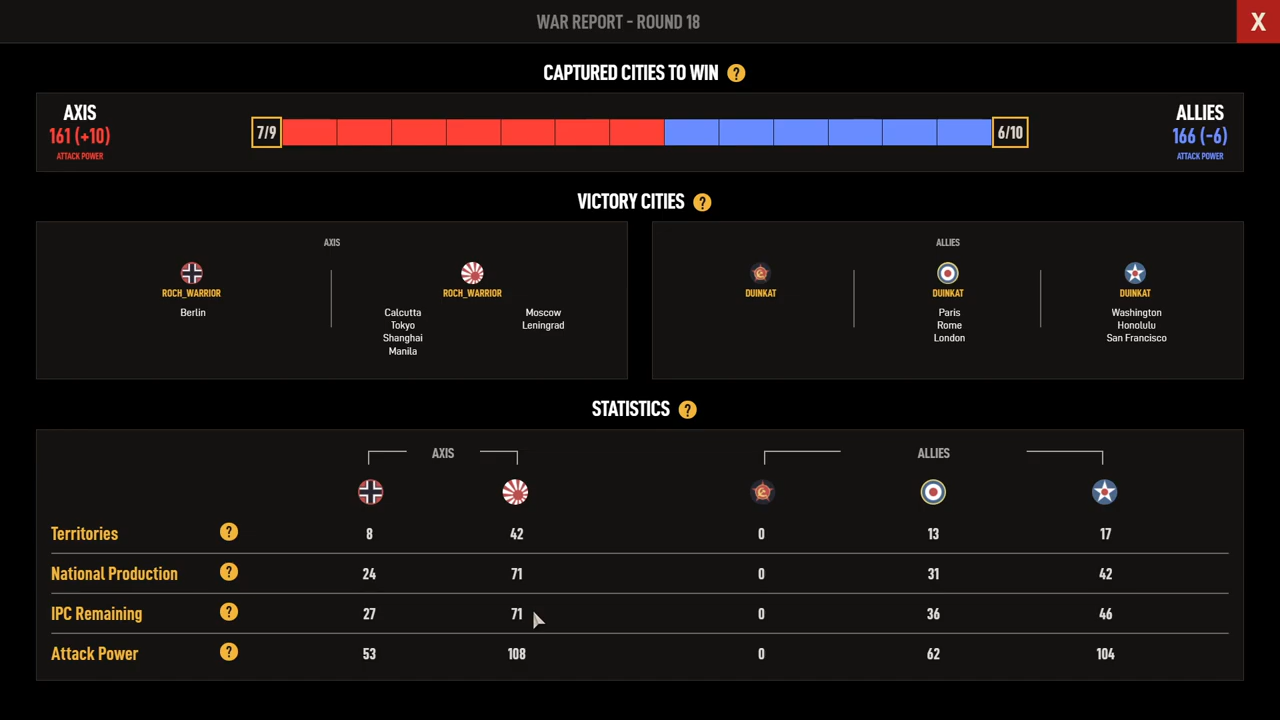 WAR REPORT - ROUND 18
X
CAPTURED CITIES TO WIN ?
AXIS
161 (+10)
ATTACK POWER
7/9
6/10
ALLIES
166 (-6)
ATTACK POWER
VICTORY CITIES ?
AXIS
ROCH_WARRIOR
Berlin
ROCH_WARRIOR
Calcutta
Tokyo
Shanghai
Manila
Moscow
Leningrad
ALLIES
DUINKAT
DUINKAT
Paris
Rome
London
DUINKAT
Washington
Honolulu
San Francisco
STATISTICS ?
AXIS
ALLIES
Territories ? 8 42 0 13 17
National Production ? 24 71 0 31 42
IPC Remaining ? 27 71 0 36 46
Attack Power ? 53 108 0 62 104